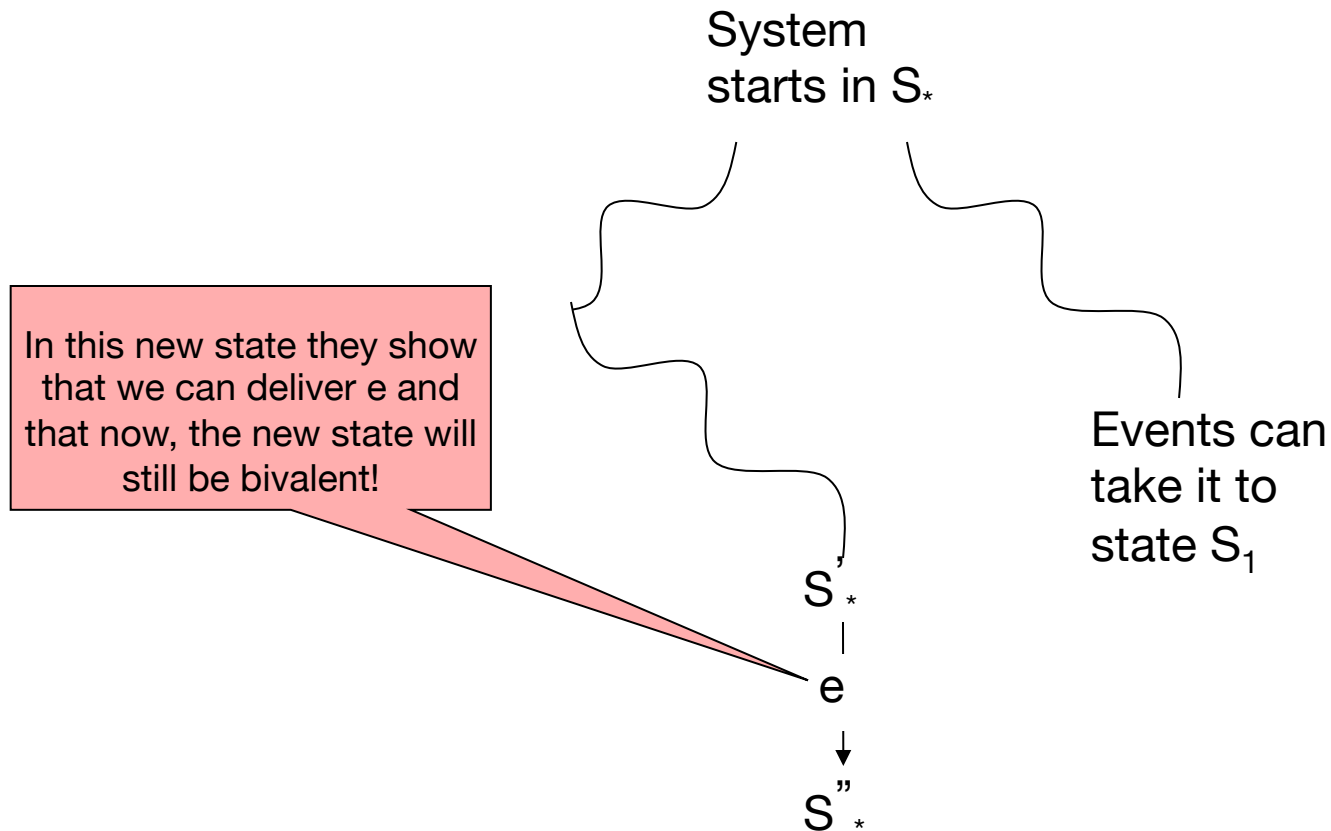 System
starts in S*
In this new state they show
that we can deliver e and
that now, the new state will
still be bivalent!
Events can
take it to
state S₁
S'*
e
S"*